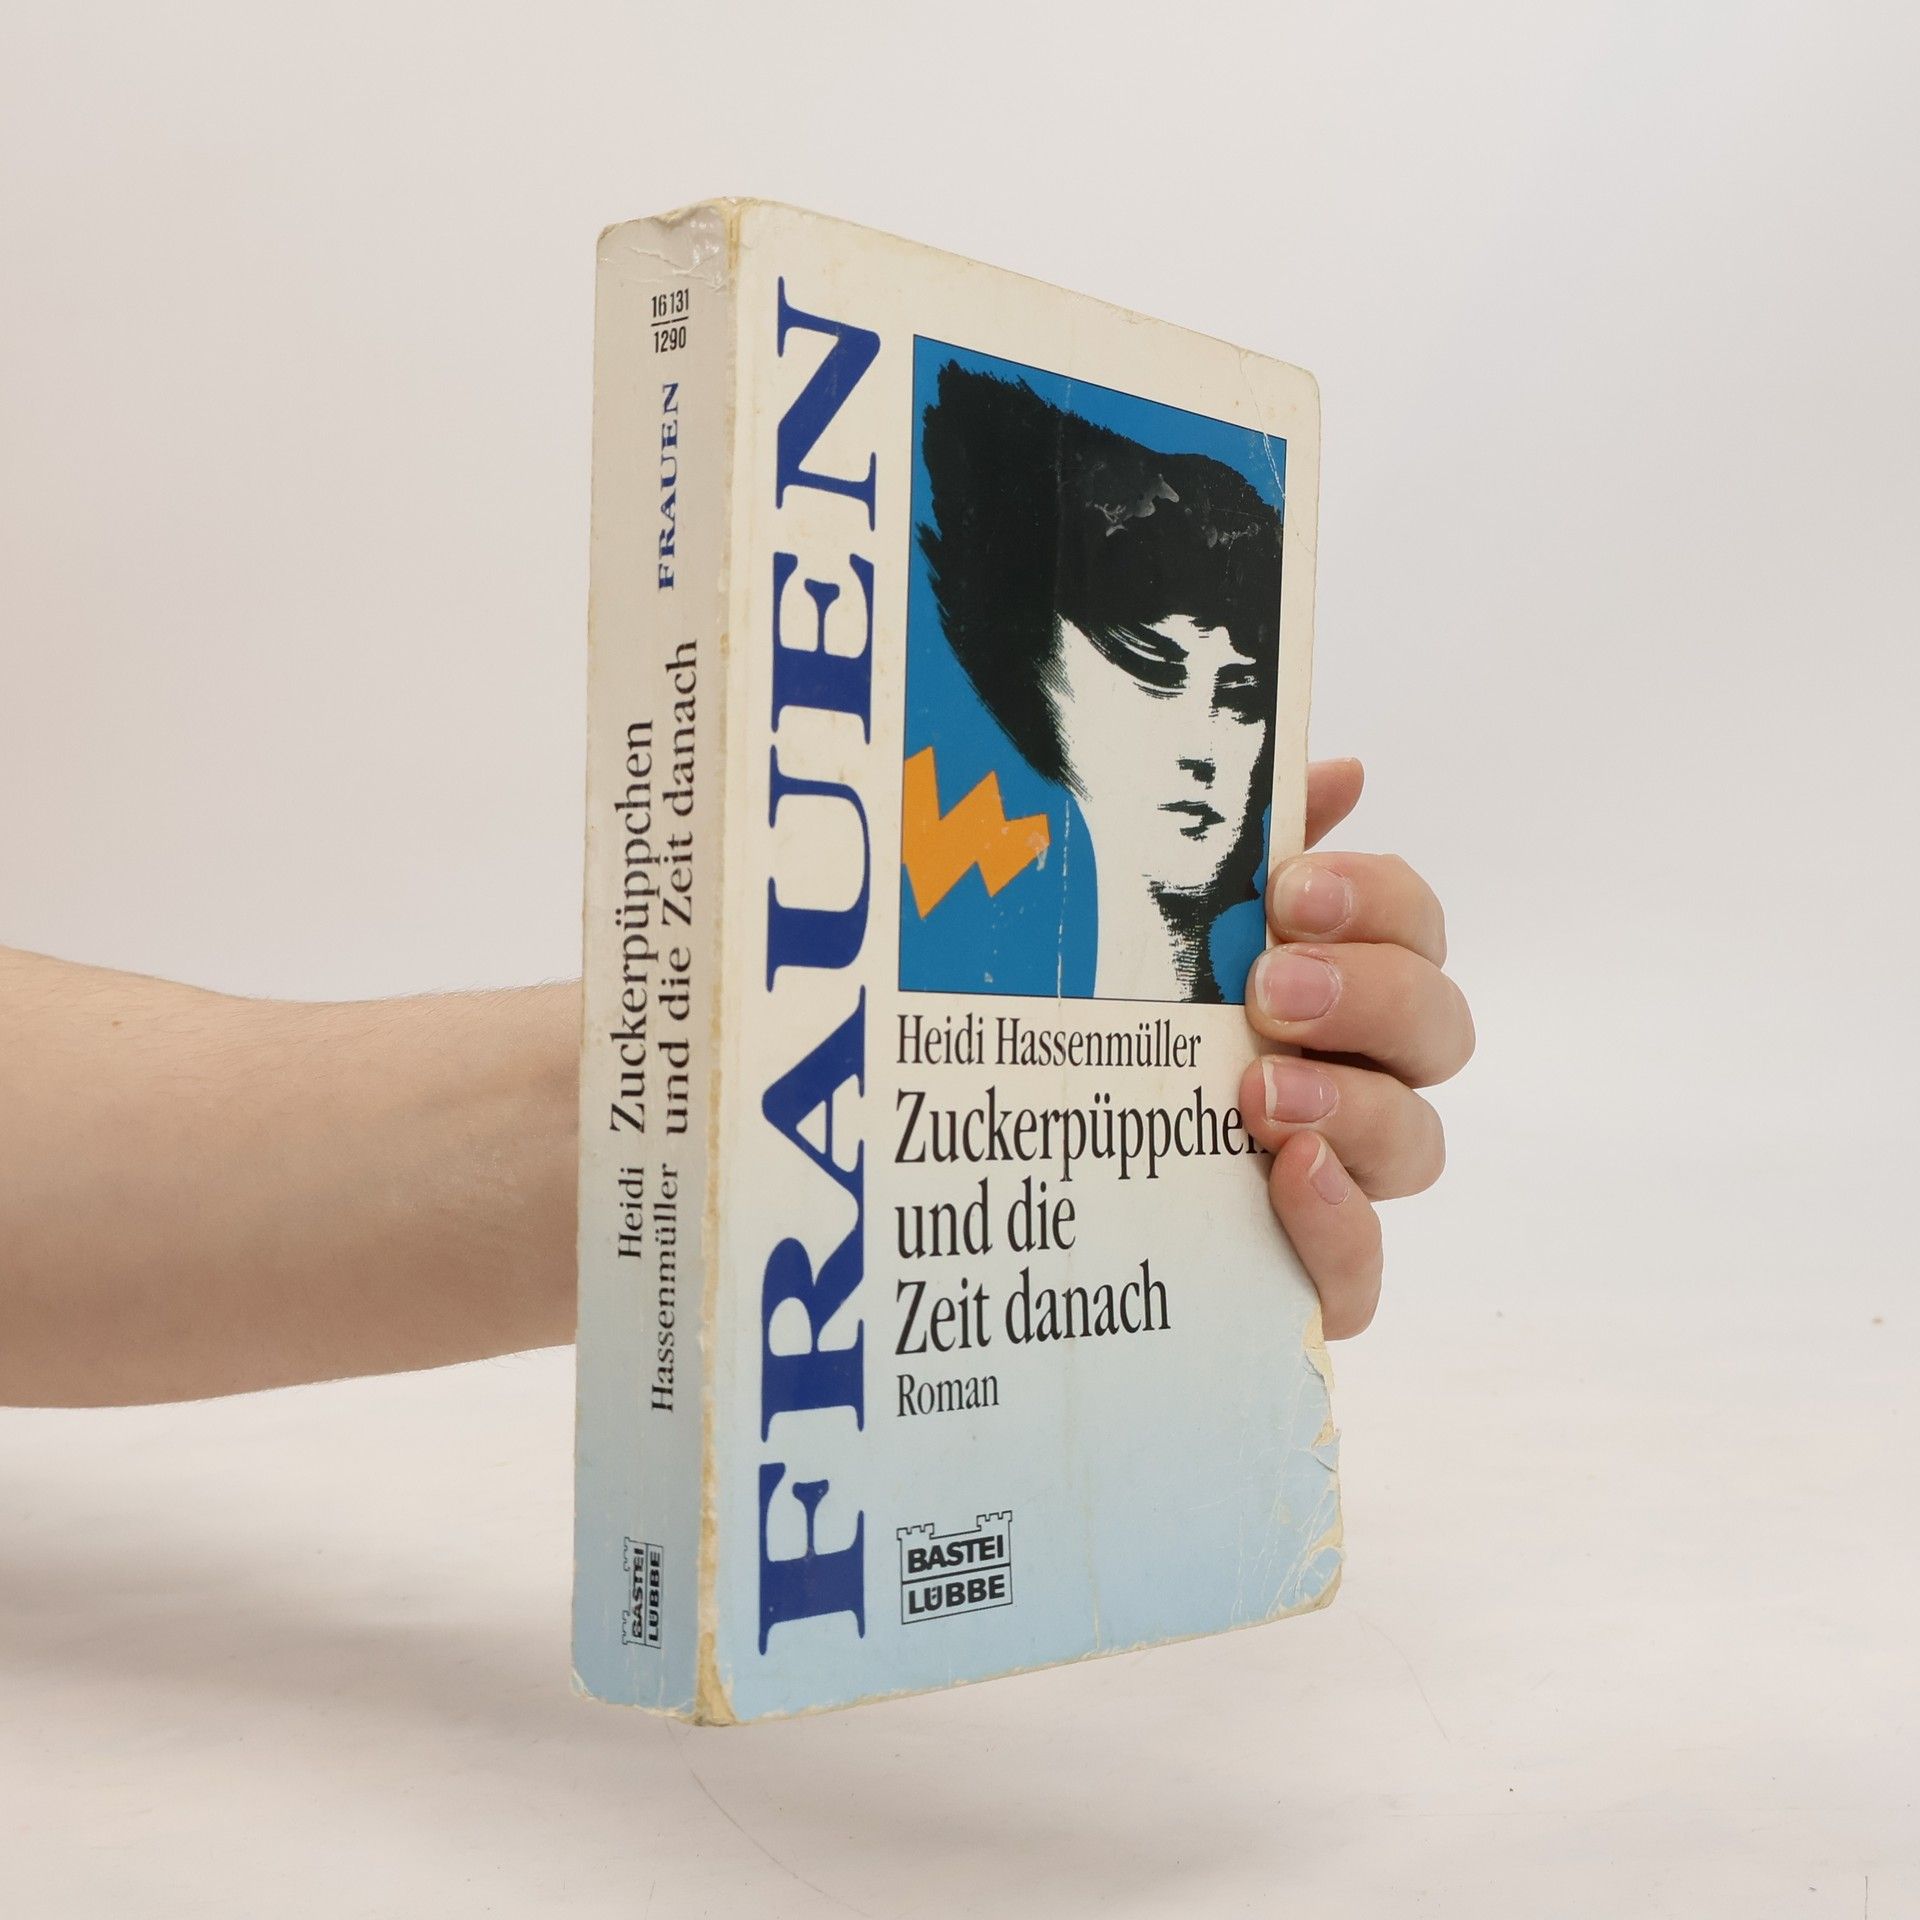 16131
1290
FRAUEN
Heidi Zuckerpüppchen
Hassenmüller und die Zeit danach
BASTEI
LÜBBE
FRAUEN
Heidi Hassenmüller
Zuckerpüppchen
und die
Zeit danach
Roman
BASTEI
LÜBBE